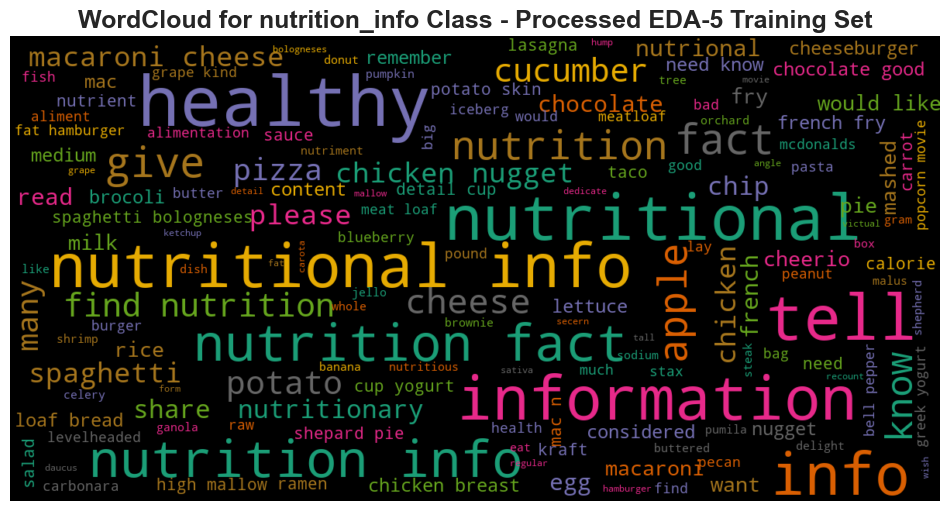 WordCloud for nutrition_info Class - Processed EDA-5 Training Set
bologneses
hump
lasagna
nutrional
cheeseburger
macaroni cheese
donut
remember
movie
grape kind
pumpkin
cucumber
need know
chocolate good
fish
mac
healthy
potato skin
tree
nutrient
iceberg
chocolate
bad
fry
would like
aliment
would
meatloaf
orchard
french fry
fat hamburger
alimentation
sauce
big
nutrition
fact
mcdonalds
carrot
popcorn movie
medium
give
nutriment
good
angle
pasta
mashed
grape
pizza
chicken nugget
taco
chip
read
brocoli
butter
detail
content
detail cup
mallow
dedicate
pie
gram
spaghetti bologneses
please
meat loaf
nutritional
victual
ketchup
blueberry
milk
lay
box
nutritional info
pound
apple
chicken
cheerio
calorie
like
dish
fat
carota
peanut
malus
many
find nutrition
whole
jello
cheese
lettuce
french
tell
shepherd
burger
brownie
secern
shrimp
nutrition fact
tall
rice
banana
nutritious
sodium
steak
bag
need
recount
spaghetti
form
potato
cup yogurt
sativa
much
stax
bell pepper
know
greek yogurt
celery
share
nutritionary
information
loaf bread
ganola
raw
shepard pie
health
mac n
considered
pumila
nugget
salad
levelheaded
eat
kraft
buttered
delight
daucus
nutrition info
regular
macaroni
pecan
info
wish
carbonara
high mallow ramen
chicken breast
egg
hamburger
find
want